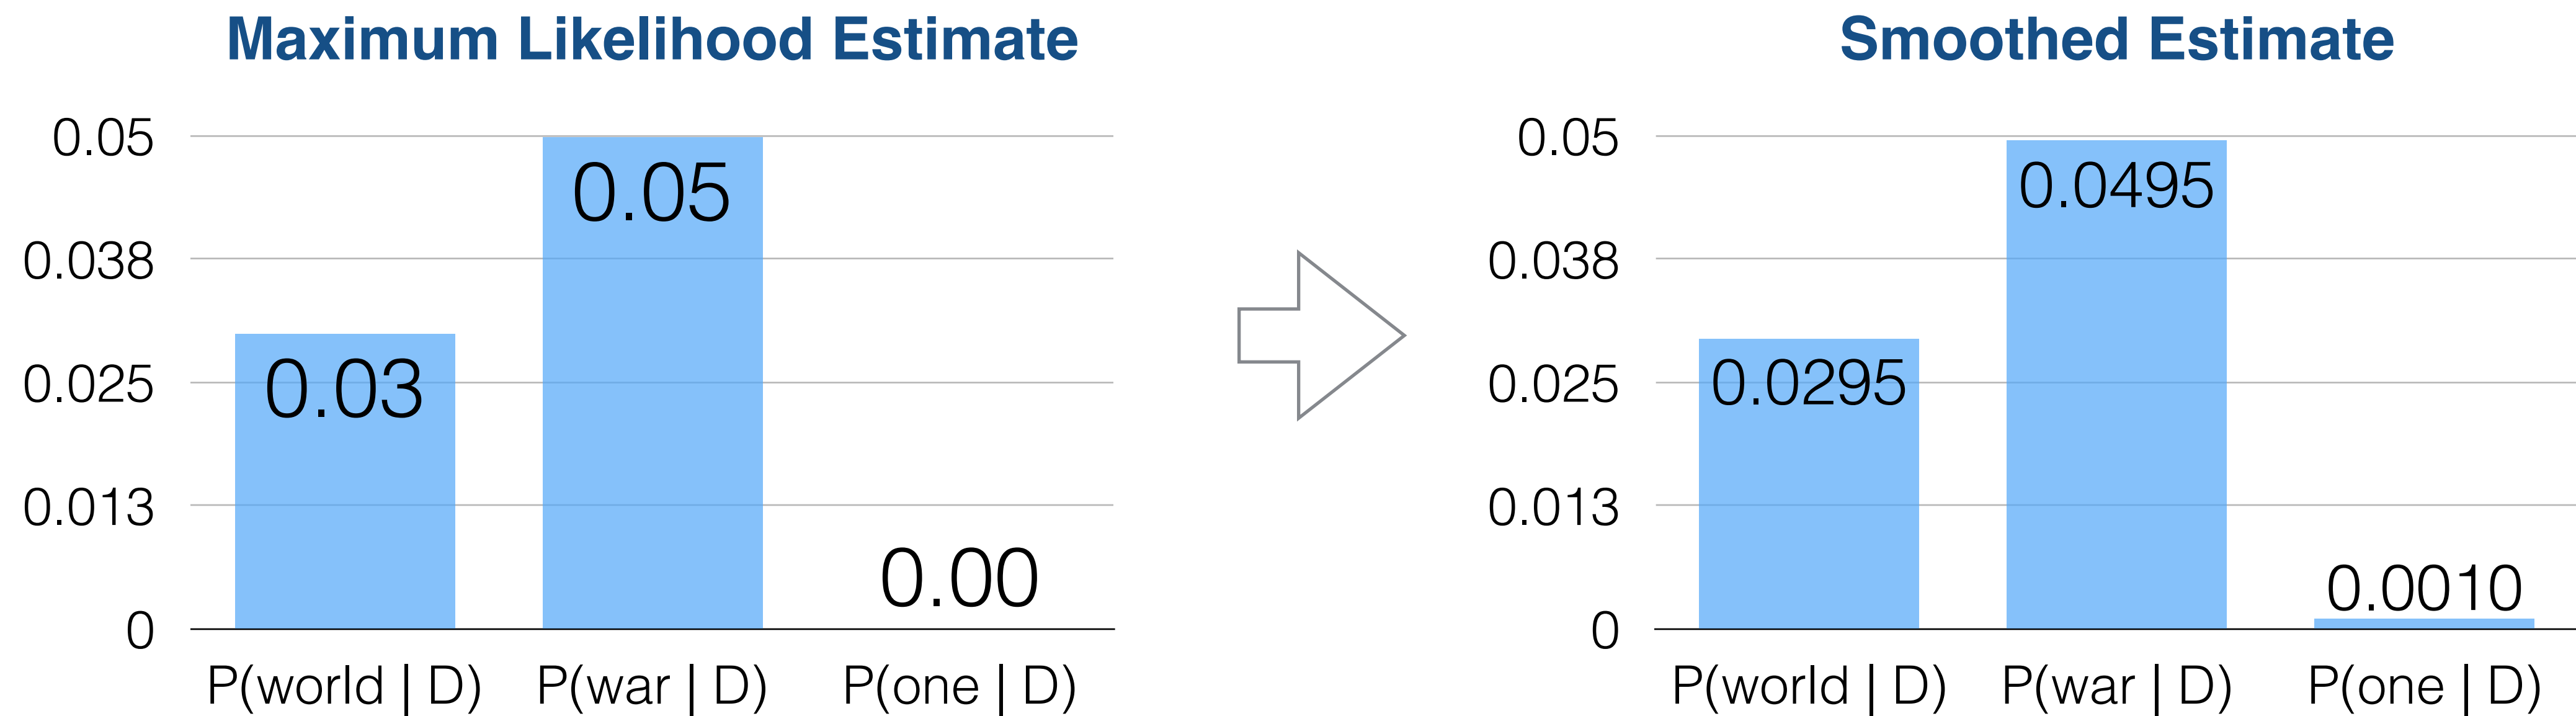 Maximum Likelihood Estimate
0.05
0.038
0.025
0.013
0
0.03
0.05
0.00
P(world | D)
P(war | D)
P(one | D)
Smoothed Estimate
0.05
0.038
0.025
0.013
0
0.0295
0.0495
0.0010
P(world | D)
P(war | D)
P(one | D)